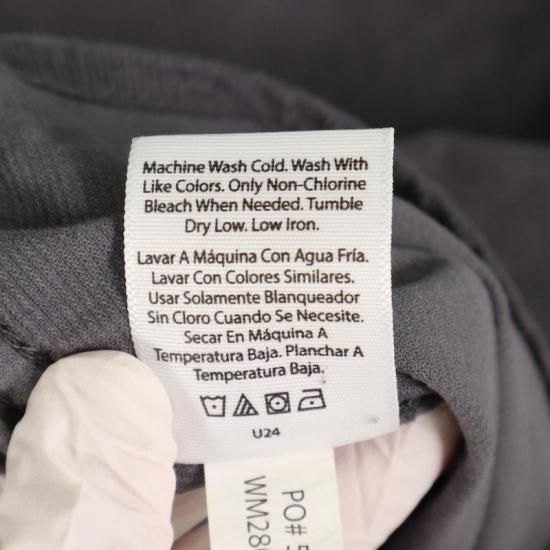 Machine Wash Cold. Wash With
Like Colors. Only Non-Chlorine
Bleach When Needed. Tumble
Dry Low. Low Iron.
Lavar A Máquina Con Agua Fría.
Lavar Con Colores Similares.
Usar Solamente Blanqueador
Sin Cloro Cuando Se Necesite.
Secar En Máquina A
Temperatura Baja. Planchar A
Temperatura Baja.
U24
PO#